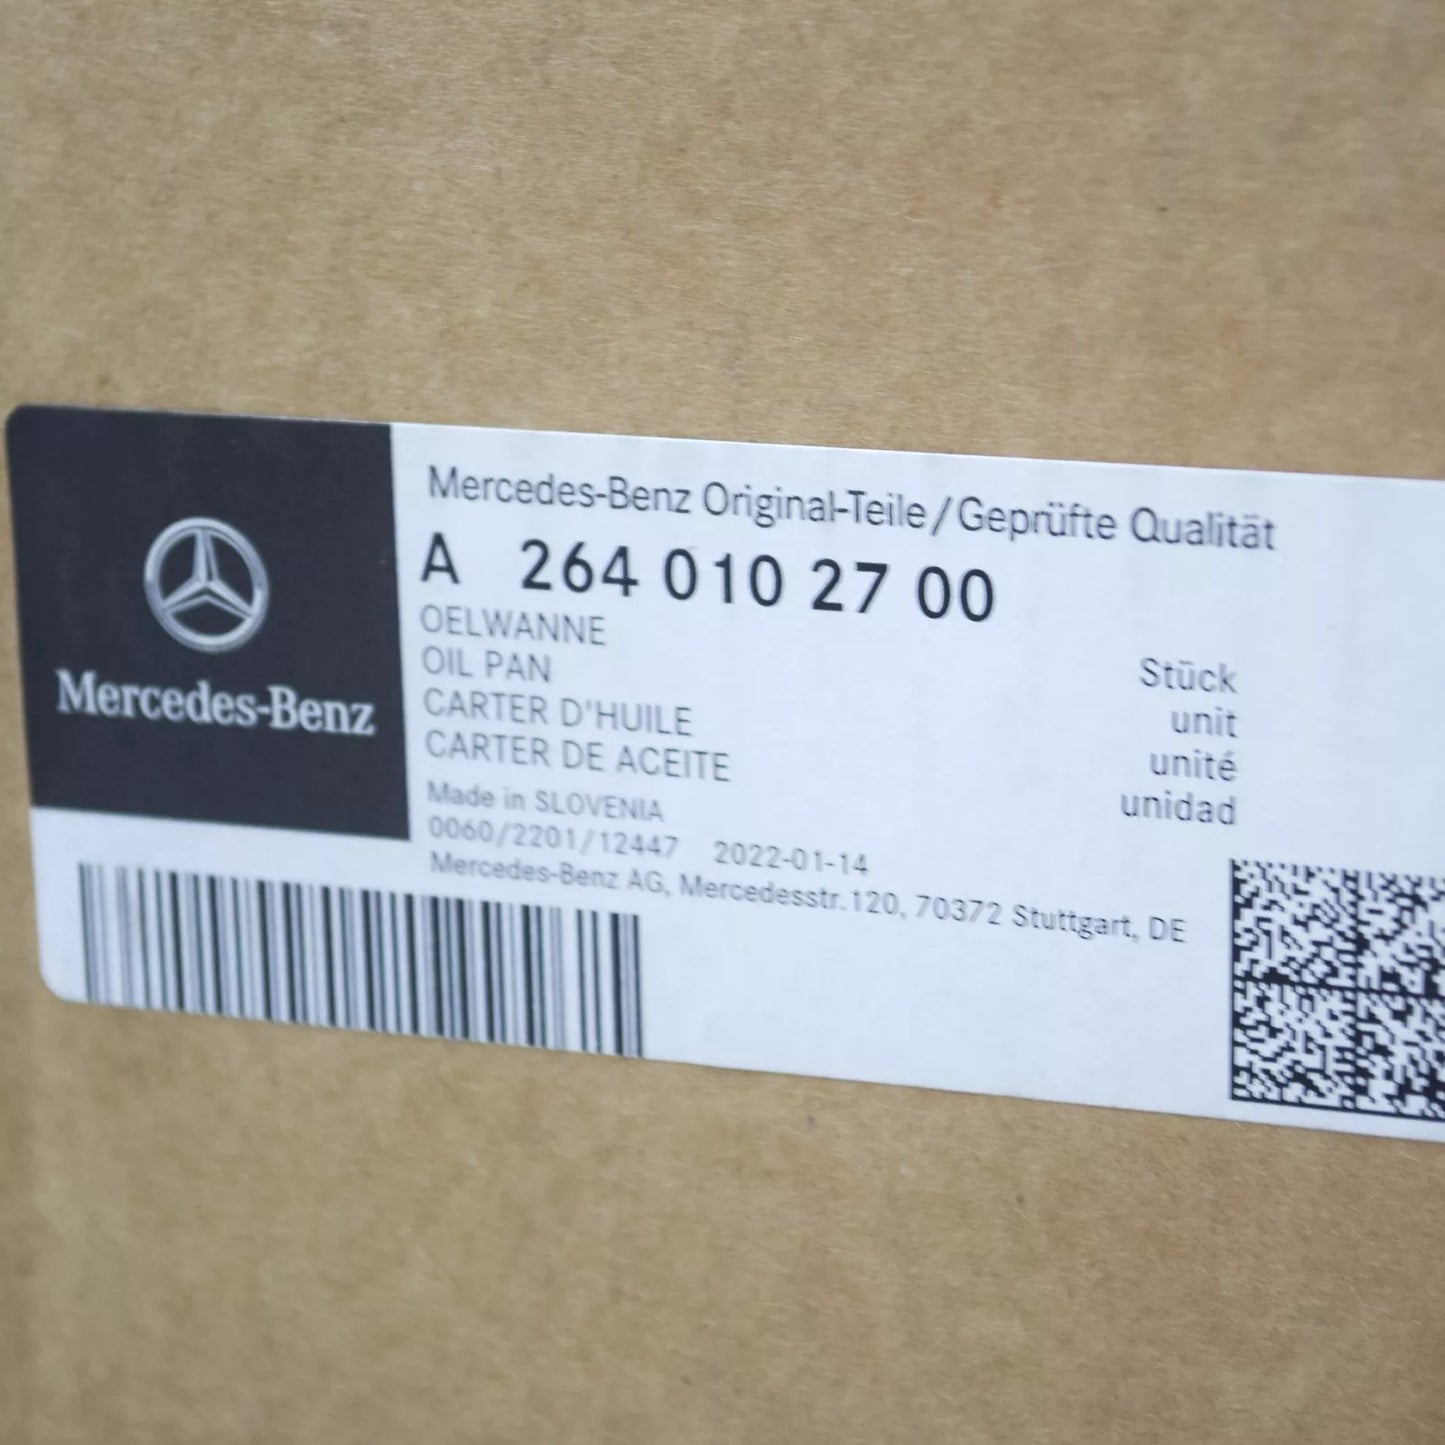 Mercedes-Benz
Mercedes-Benz Original-Teile/Geprüfte Qualität
A 264 010 27 00
OELWANNE
OIL PAN
CARTER D'HUILE
CARTER DE ACEITE
Stück
unit
unité
unidad
Made in SLOVENIA
0060/2201/12447 2022-01-14
Mercedes-Benz AG, Mercedesstr.120, 70372 Stuttgart, DE